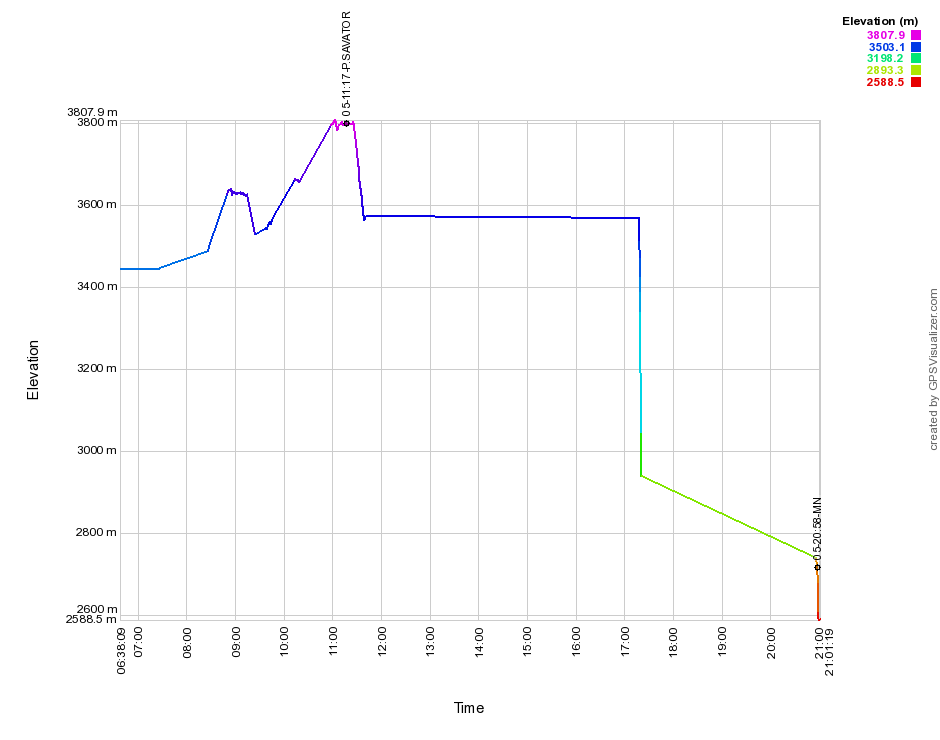 Elevation (m)
3807.9
3503.1
3198.2
2893.3
2588.5
05-11:17-P.SAVATOR
3807.9 m
3800 m
3600 m
3400 m
3200 m
3000 m
2800 m
2600 m
2588.5 m
Elevation
05-20:58-MN
06:38:09
07:00
08:00
09:00
10:00
11:00
12:00
13:00
14:00
15:00
16:00
17:00
18:00
19:00
20:00
21:00
21:01:19
Time
created by GPSVisualizer.com